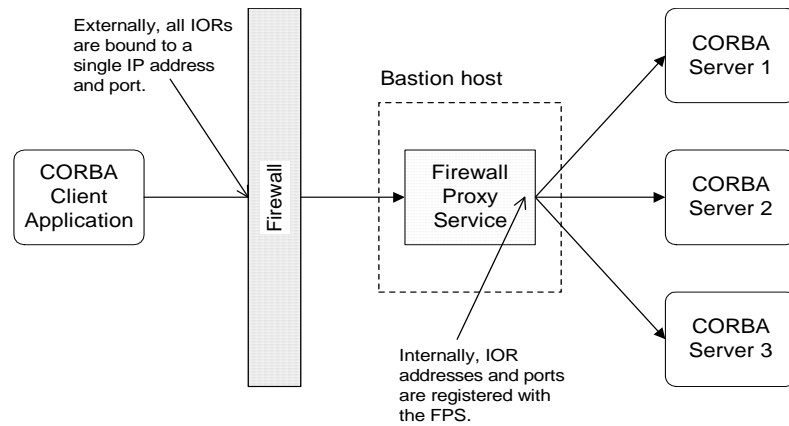 Externally, all IORs
are bound to a
single IP address
and port.
Bastion host
CORBA
Client
Application
Firewall
Firewall
Proxy
Service
CORBA
Server 1
CORBA
Server 2
CORBA
Server 3
Internally, IOR
addresses and ports
are registered with
the FPS.